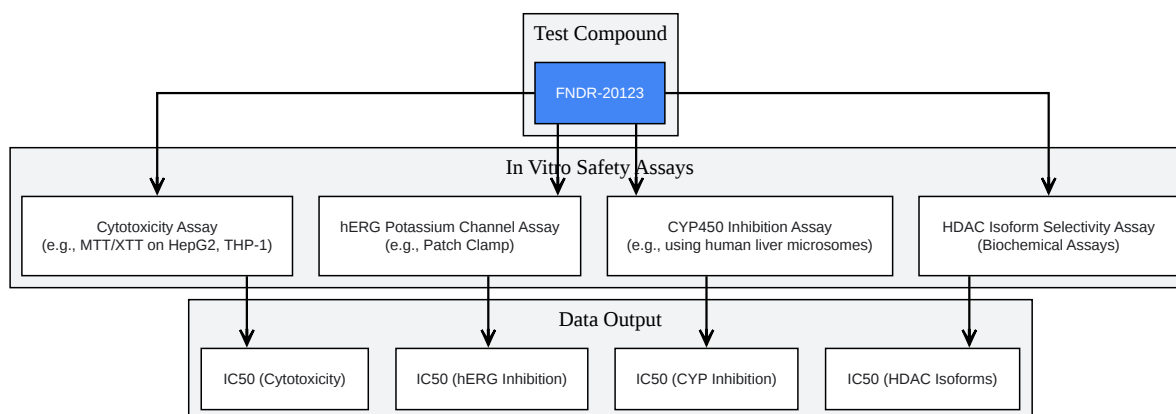 Test Compound
FNDR-20123
In Vitro Safety Assays
Cytotoxicity Assay
(e.g., MTT/XTT on HepG2, THP-1)
hERG Potassium Channel Assay
(e.g., Patch Clamp)
CYP450 Inhibition Assay
(e.g., using human liver microsomes)
HDAC Isoform Selectivity Assay
(Biochemical Assays)
Data Output
IC50 (Cytotoxicity)
IC50 (hERG Inhibition)
IC50 (CYP Inhibition)
IC50 (HDAC Isoforms)